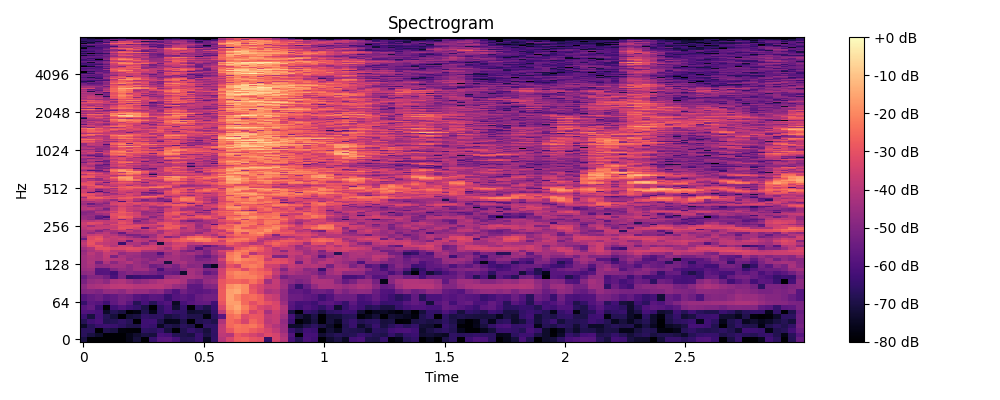 Spectrogram
Hz
4096
2048
1024
512
256
128
64
0
0
0.5
1
1.5
2
2.5
Time
+0 dB
-10 dB
-20 dB
-30 dB
-40 dB
-50 dB
-60 dB
-70 dB
-80 dB